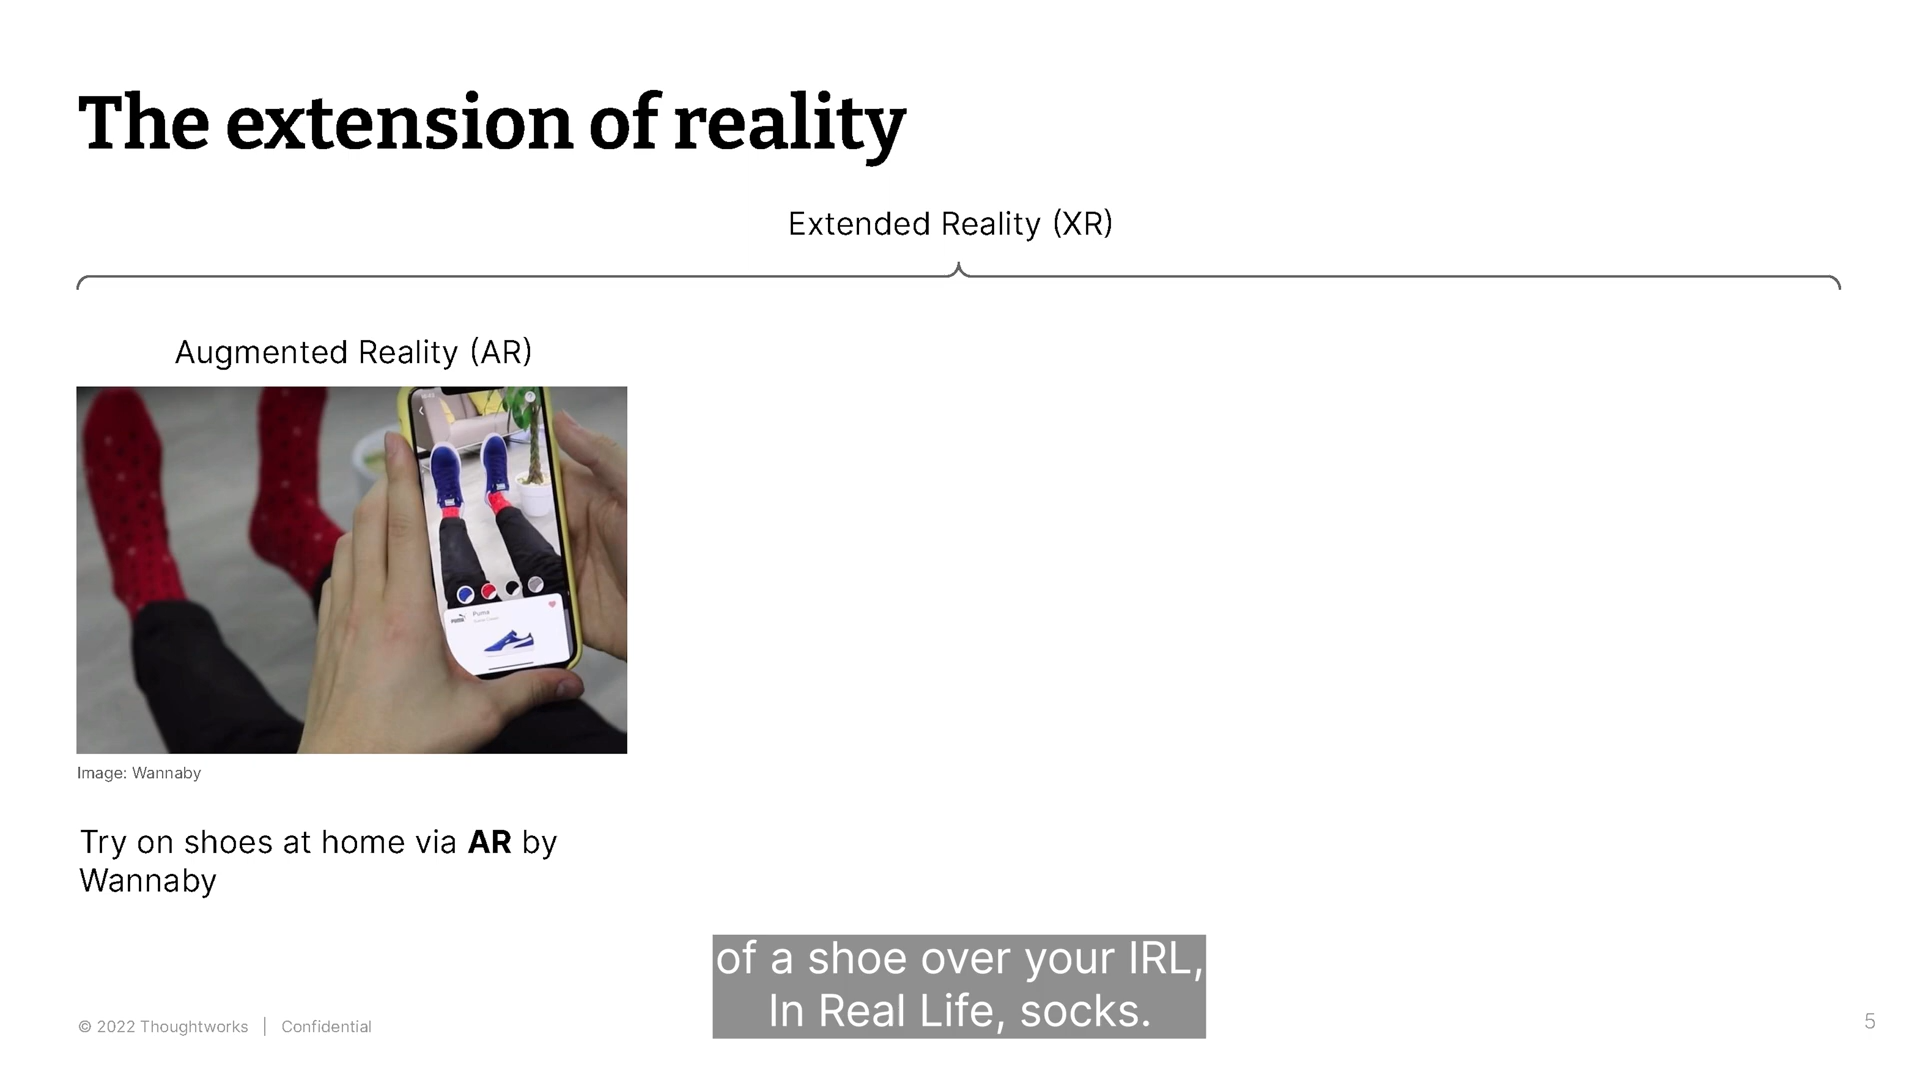 The extension of reality
Extended Reality (XR)
Augmented Reality (AR)
Puma
Image: Wannaby
Try on shoes at home via AR by
Wannaby
of a shoe over your IRL,
In Real Life, socks.
© 2022 Thoughtworks | Confidential
5